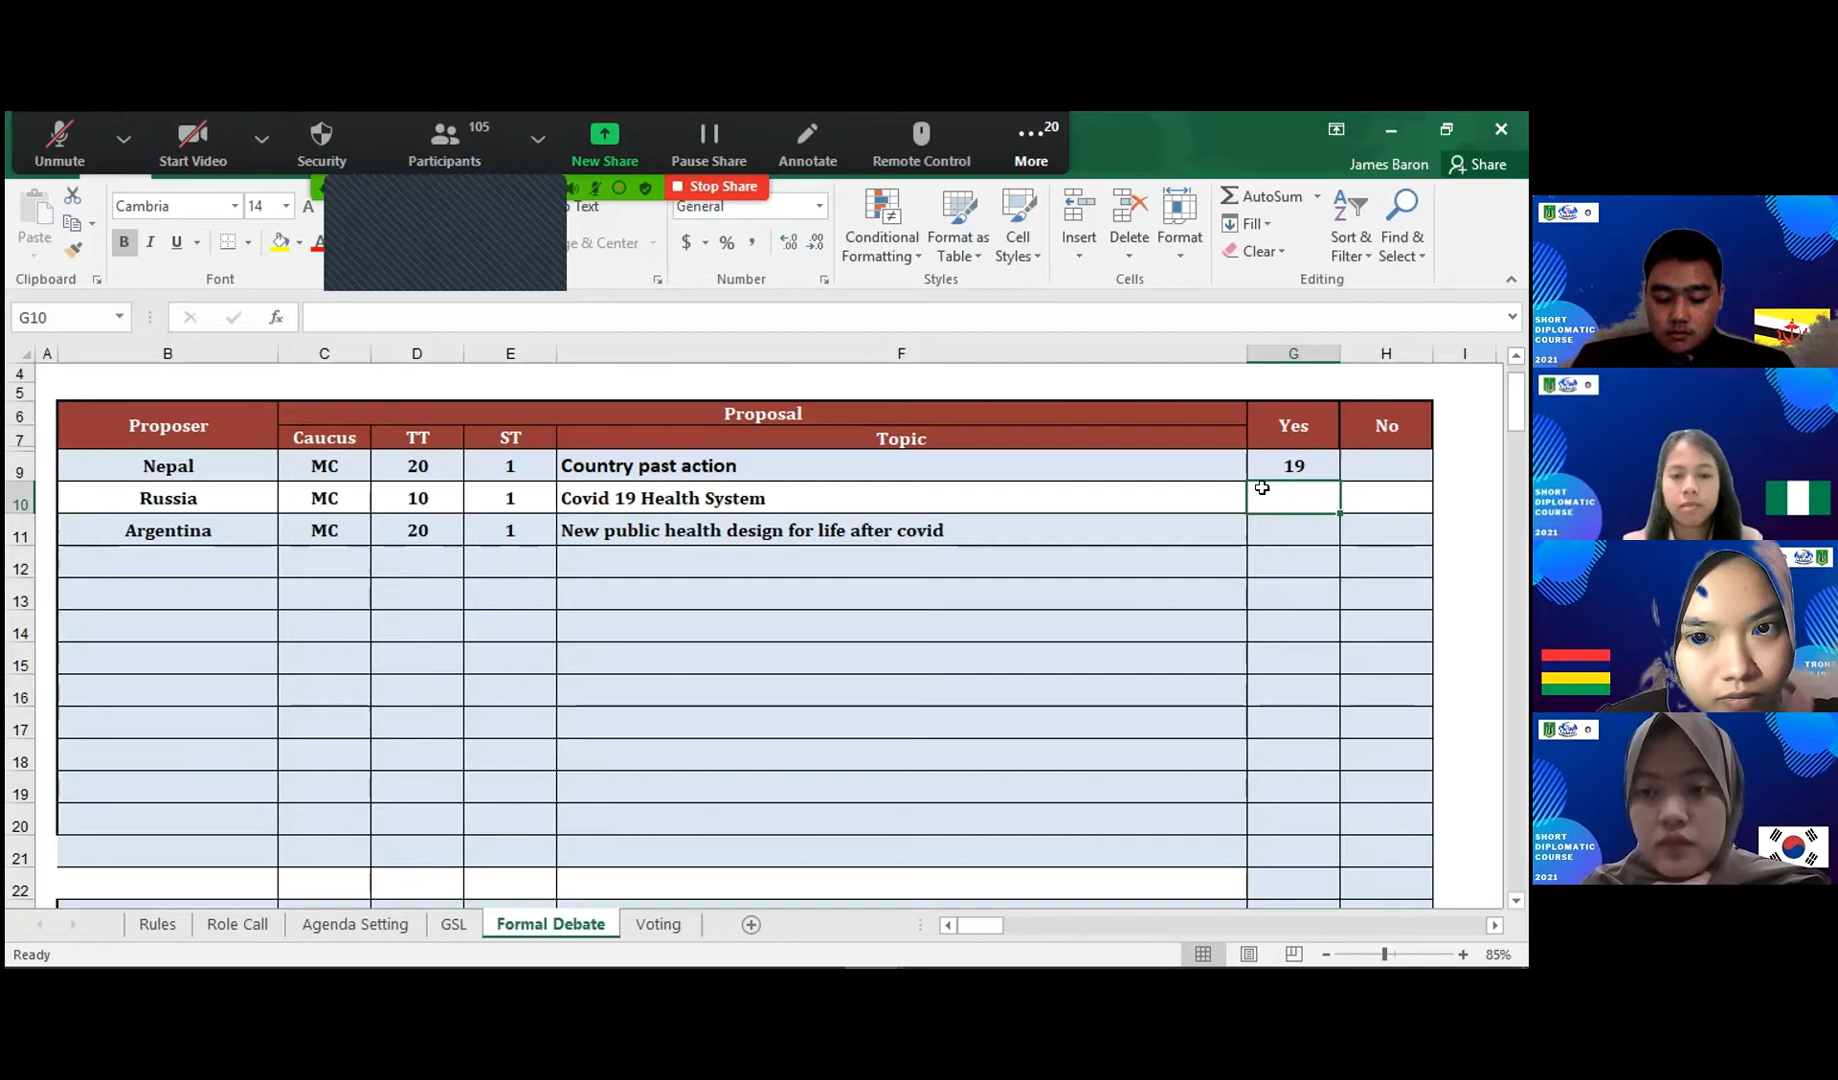 Unmute
Start Video
Security
105
Participants
New Share
Pause Share
Annotate
Remote Control
20
More
Stop Share
James Baron
Share
Paste
Cambria
14
A
Text
General
B I U
A
ge & Center
$ % ,
Conditional
Formatting
Format as
Table
Cell
Styles
Insert
Delete
Format
AutoSum
Fill
Clear
Sort &
Filter
Find &
Select
Clipboard
Font
Number
Styles
Cells
Editing
G10
fx
A B C D E F G H I
4
5
6 Proposer Proposal Yes No
7 Caucus TT ST Topic
9 Nepal MC 20 1 Country past action 19
10 Russia MC 10 1 Covid 19 Health System
11 Argentina MC 20 1 New public health design for life after covid
12
13
14
15
16
17
18
19
20
21
22
Rules Role Call Agenda Setting GSL Formal Debate Voting
Ready
85%
SHORT
DIPLOMATIC
COURSE
2021
SHORT
DIPLOMATIC
COURSE
2021
SHORT
SHORT
DIPLOMATIC
COURSE
2021